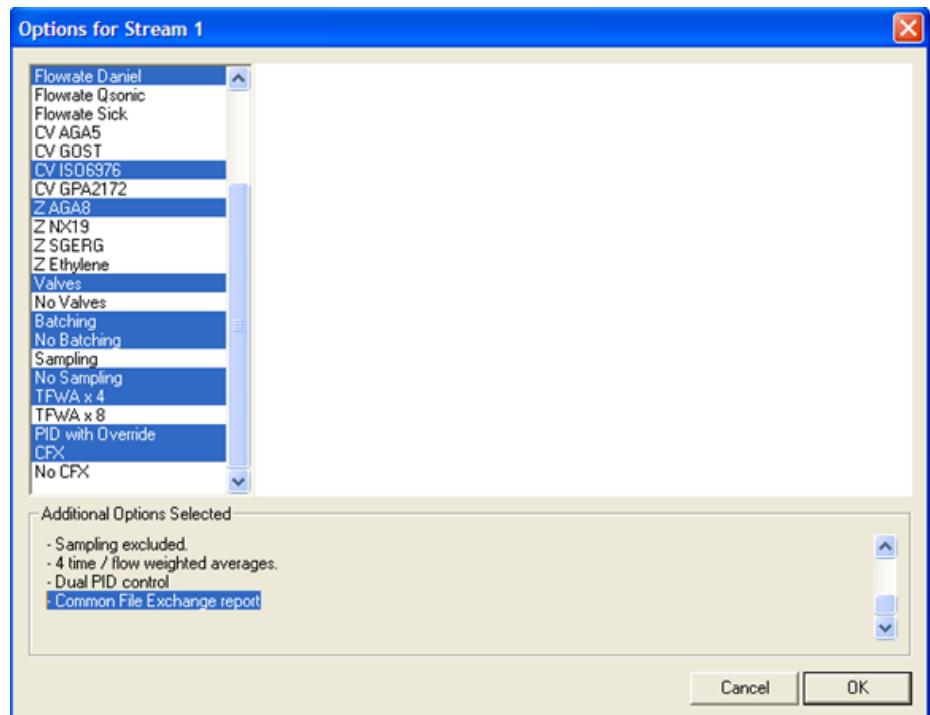 Options for Stream 1
Flowrate Daniel
Flowrate Qsonic
Flowrate Sick
CV AGA5
CV GOST
CV ISO6976
CV GPA2172
Z AGA8
Z NX19
Z SGERG
Z Ethylene
Valves
No Valves
Batching
No Batching
Sampling
No Sampling
TFWA x 4
TFWA x 8
PID with Override
CFX
No CFX
Additional Options Selected
- Sampling excluded.
- 4 time / flow weighted averages.
- Dual PID control
- Common File Exchange report
Cancel
OK